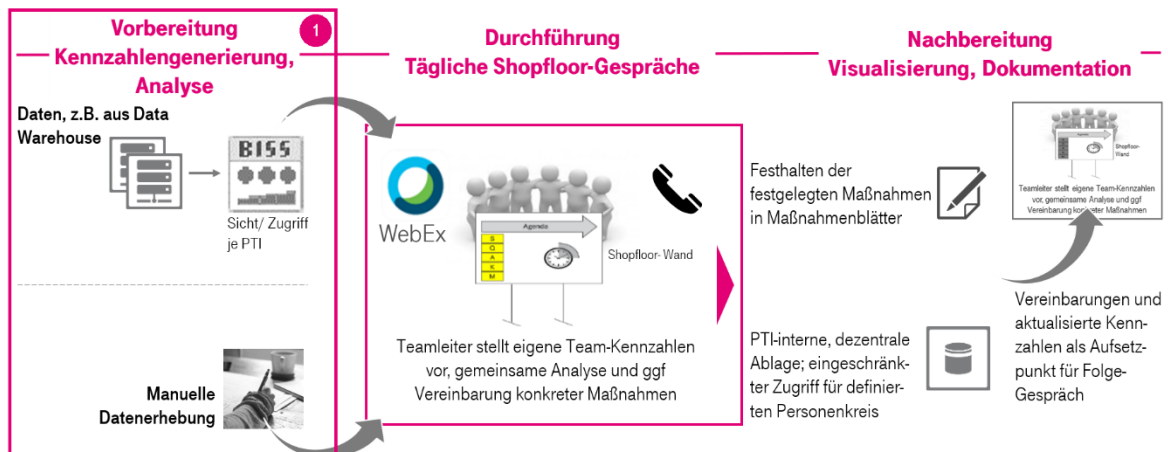 Vorbereitung
Kennzahlengenerierung,
Analyse
1
Daten, z.B. aus Data
Warehouse
BISS
Sicht/ Zugriff
je PTI
Manuelle
Datenerhebung
Durchführung
Tägliche Shopfloor-Gespräche
WebEx
Agenda
S
Q
A
K
M
Shopfloor-Wand
Teamleiter stellt eigene Team-Kennzahlen
vor, gemeinsame Analyse und ggf
Vereinbarung konkreter Maßnahmen
Nachbereitung
Visualisierung, Dokumentation
Festhalten der
festgelegten Maßnahmen
in Maßnahmenblätter
Agenda
Shopfloor-
Wand
Teamleiter stellt eigene Team-Kennzahlen
vor, gemeinsame Analyse und ggf
Vereinbarung konkreter Maßnahmen
PTI-interne, dezentrale
Ablage; eingeschränk-
ter Zugriff für definier-
ten Personenkreis
Vereinbarungen und
aktualisierte Kenn-
zahlen als Aufsetz-
punkt für Folge-
Gespräch